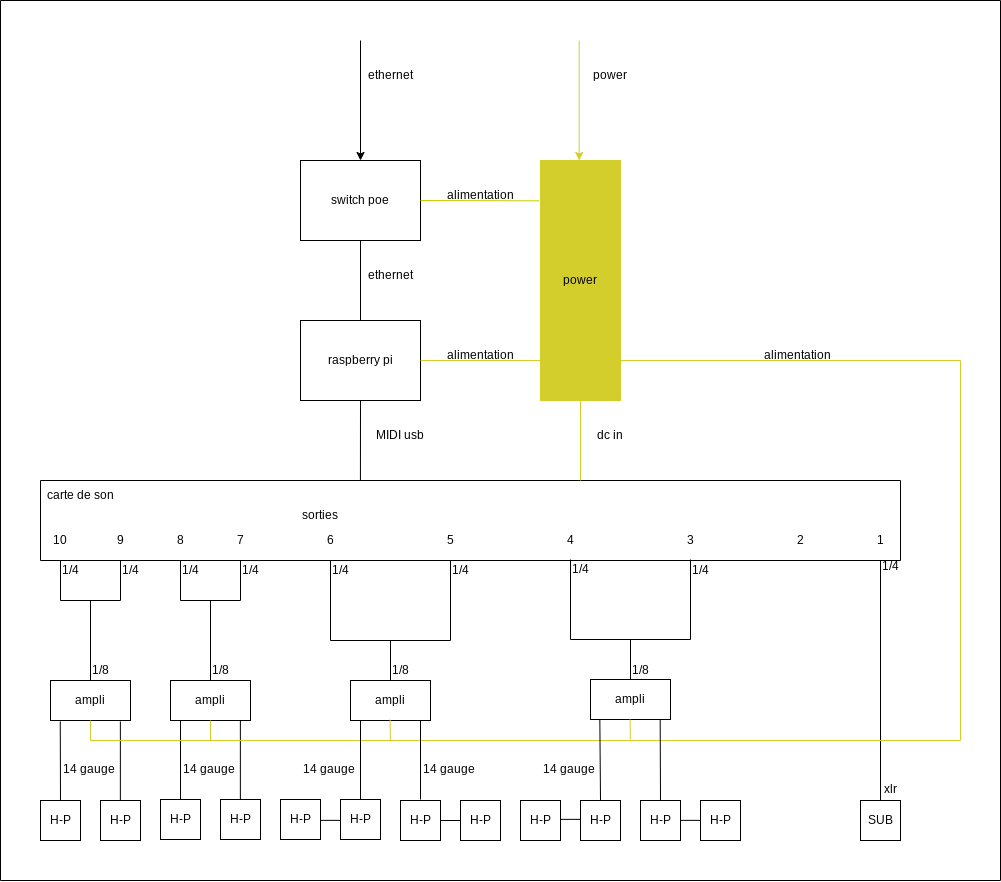 ethernet
power
switch poe
alimentation
power
ethernet
raspberry pi
alimentation
alimentation
MIDI usb
dc in
carte de son
sorties
10 9 8 7 6 5 4 3 2 1
1/4 1/4 1/4 1/4 1/4 1/4 1/4 1/4 1/4
1/8 1/8 1/8 1/8
ampli ampli ampli ampli
14 gauge 14 gauge 14 gauge 14 gauge 14 gauge
xlr
H-P H-P H-P H-P H-P H-P H-P H-P H-P H-P H-P H-P SUB